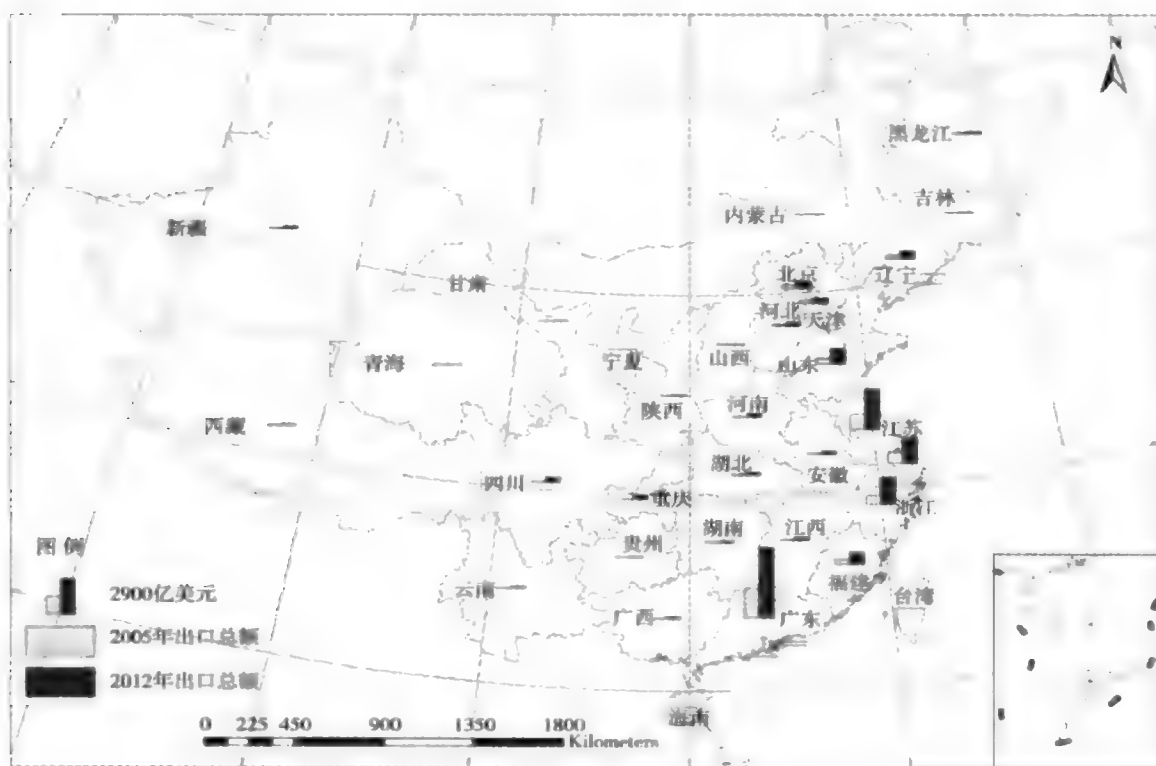 N
黑龙江
吉林
内蒙古
新疆
辽宁
北京
甘肃
河北
天津
山西
山东
宁夏
青海
河南
陕西
江苏
西藏
湖北
安徽
四川
重庆
浙江
湖南
江西
图例
贵州
福建
2900亿美元
云南
台湾
广西
广东
2005年出口总额
2012年出口总额
海南
0 225 450 900 1350 1800
Kilometers